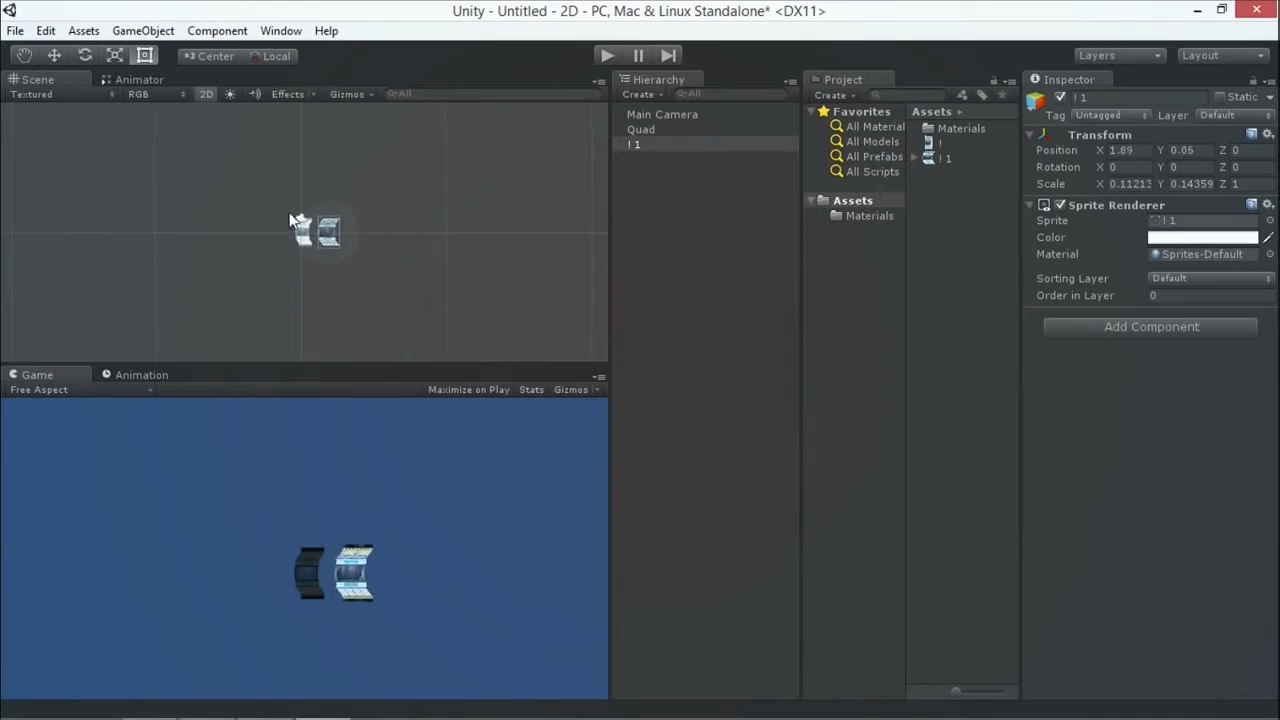 Unity - Untitled - 2D - PC, Mac & Linux Standalone* <DX11>
File Edit Assets GameObject Component Window Help
Center Local Layers Layout
Scene Animator
Textured RGB 2D Effects Gizmos All
Hierarchy
Create All
Main Camera
Quad
! 1
Project
Create
Favorites
All Material
All Models
All Prefabs
All Scripts
Assets
Materials
Assets
Materials
!
! 1
Inspector
! 1 Static
Tag Untagged Layer Default
Transform
Position X 1.89 Y 0.06 Z 0
Rotation X 0 Y 0 Z 0
Scale X 0.11213 Y 0.14359 Z 1
Sprite Renderer
Sprite ! 1
Color
Material Sprites-Default
Sorting Layer Default
Order in Layer 0
Add Component
Game Animation
Free Aspect Maximize on Play Stats Gizmos